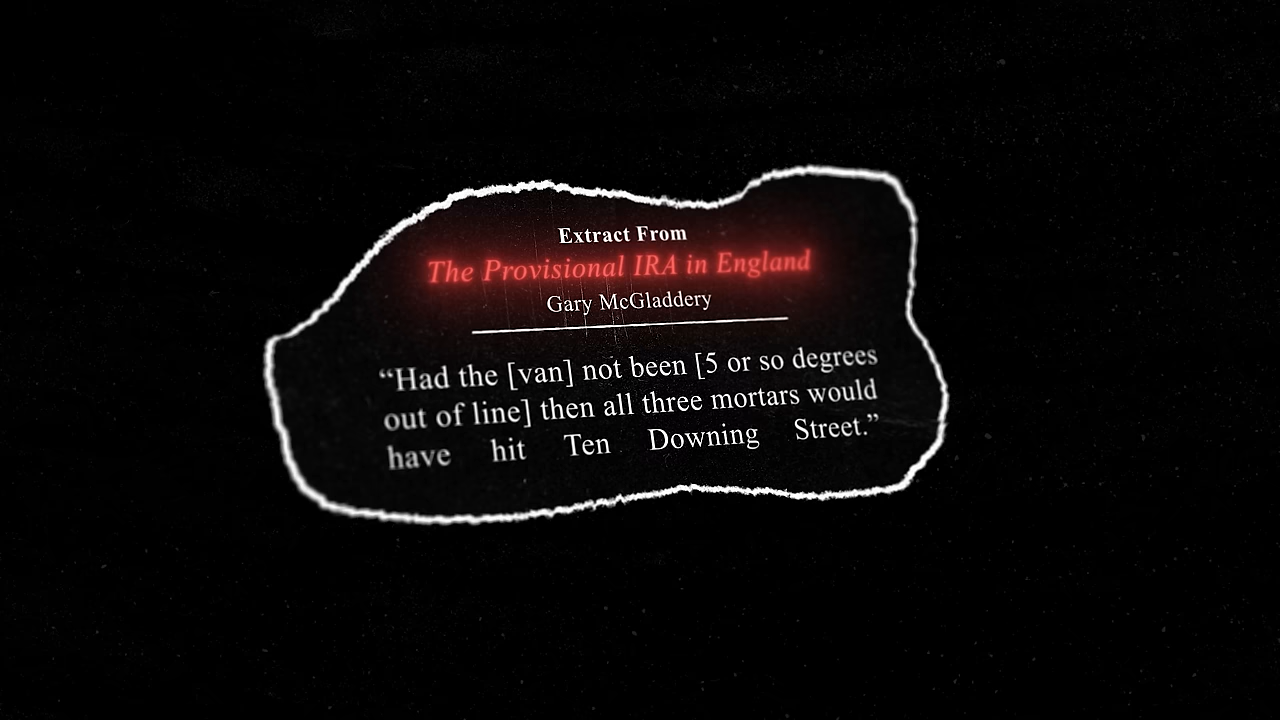 Extract From
The Provisional IRA in England
Gary McGladdery
“Had the [van] not been [5 or so degrees
out of line] then all three mortars would
have hit Ten Downing Street.”